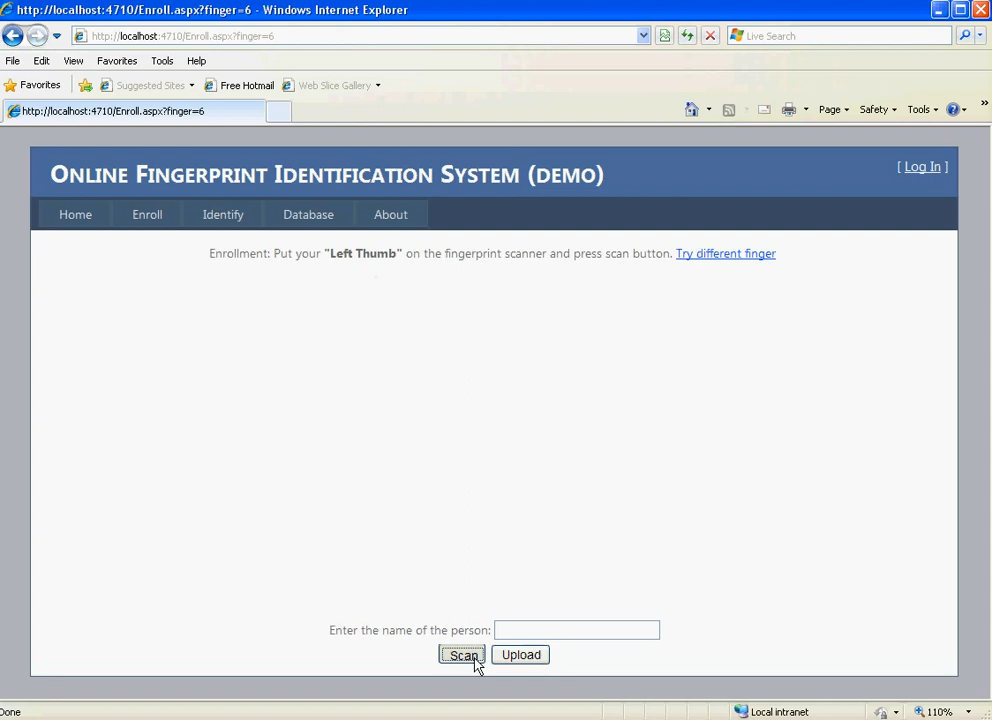 http://localhost:4710/Enroll.aspx?finger=6 - Windows Internet Explorer
http://localhost:4710/Enroll.aspx?finger=6
Live Search
File Edit View Favorites Tools Help
Favorites Suggested Sites Free Hotmail Web Slice Gallery
http://localhost:4710/Enroll.aspx?finger=6
Page Safety Tools »
ONLINE FINGERPRINT IDENTIFICATION SYSTEM (DEMO)
[ Log In ]
Home Enroll Identify Database About
Enrollment: Put your "Left Thumb" on the fingerprint scanner and press scan button. Try different finger
Enter the name of the person:
Scan Upload
Done Local intranet 110%